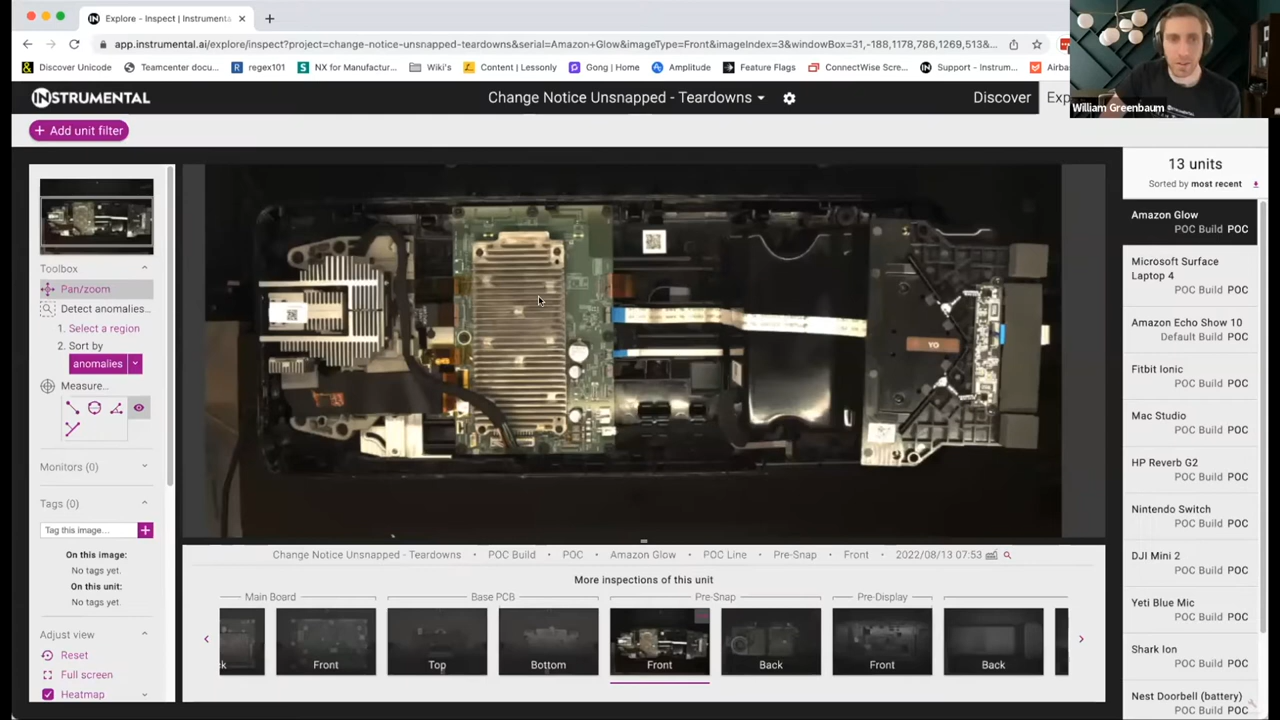 Explore - Inspect | Instrumenta
app.instrumental.ai/explore/inspect?project=change-notice-unsnapped-teardowns&serial=Amazon+Glow&imageType=Front&imageIndex=3&windowBox=31,-188,1178,786,1269,513&...
Discover Unicode
Teamcenter docu...
regex101
NX for Manufactur...
Wiki's
Content | Lessonly
Gong | Home
Amplitude
Feature Flags
ConnectWise Scre...
Support - Instrum...
Airba
William Greenbaum
INSTRUMENTAL
Change Notice Unsnapped - Teardowns
Discover
Exp
+ Add unit filter
Toolbox
Pan/zoom
Detect anomalies...
1. Select a region
2. Sort by
anomalies
Measure...
Monitors (0)
Tags (0)
Tag this image...
On this image:
No tags yet.
On this unit:
No tags yet.
Adjust view
Reset
Full screen
Heatmap
YO
Change Notice Unsnapped - Teardowns • POC Build • POC • Amazon Glow • POC Line • Pre-Snap • Front • 2022/08/13 07:53
More inspections of this unit
Main Board
Base PCB
Pre-Snap
Pre-Display
ck
Front
Top
Bottom
Front
Back
Front
Back
13 units
Sorted by most recent
Amazon Glow
POC Build POC
Microsoft Surface
Laptop 4
POC Build POC
Amazon Echo Show 10
Default Build POC
Fitbit Ionic
POC Build POC
Mac Studio
POC Build POC
HP Reverb G2
POC Build POC
Nintendo Switch
POC Build POC
DJI Mini 2
POC Build POC
Yeti Blue Mic
POC Build POC
Shark Ion
POC Build POC
Nest Doorbell (battery)
POC Build POC